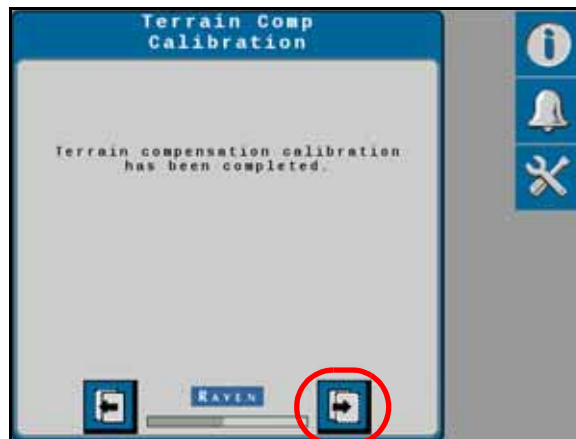 Terrain Comp
Calibration
Terrain compensation calibration
has been completed.
RAVEN